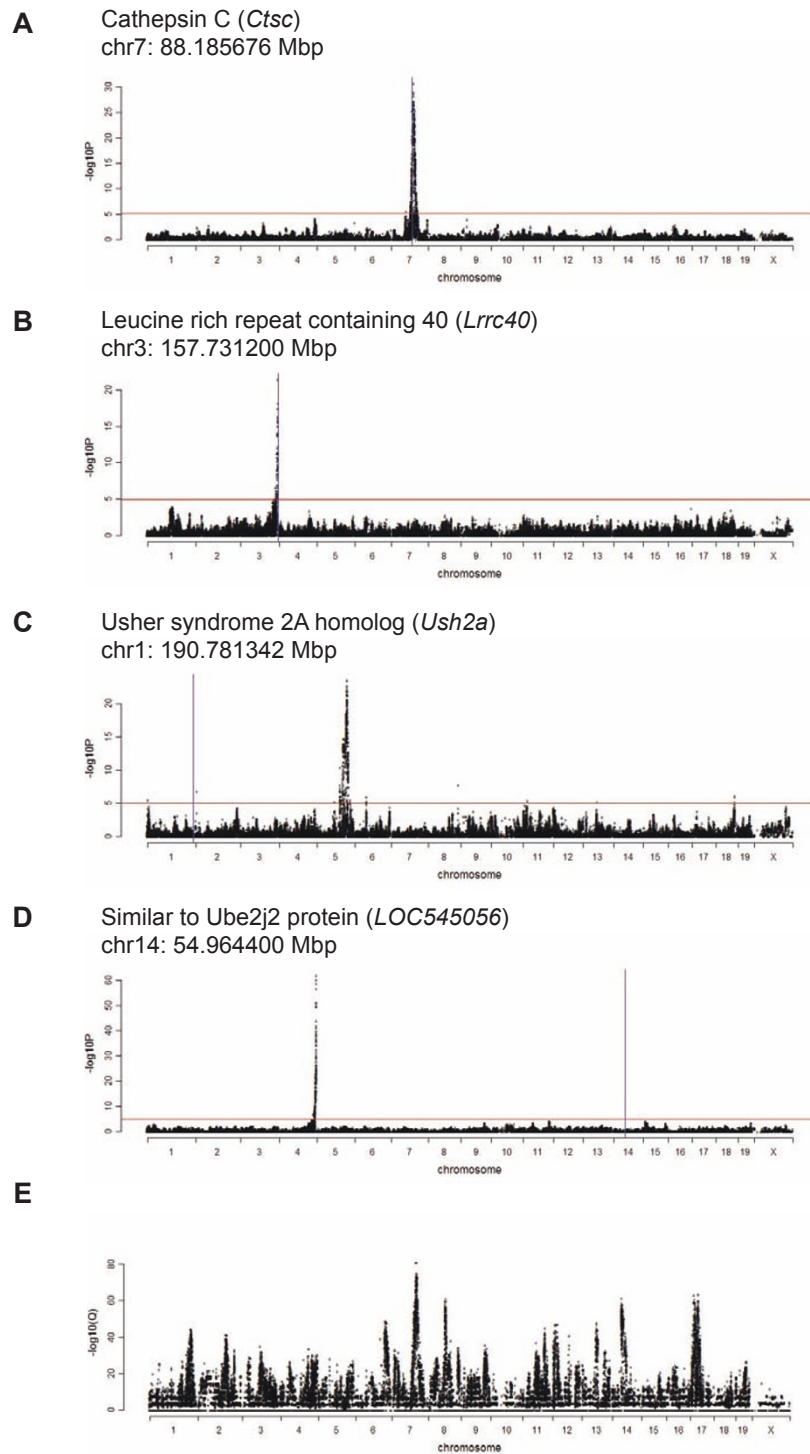 A
Cathepsin C (Ctsc)
chr7: 88.185676 Mbp
-log10P
30
25
20
15
10
5
0
1 2 3 4 5 6 7 8 9 10 11 12 13 14 15 16 17 18 19 X
chromosome
B
Leucine rich repeat containing 40 (Lrrc40)
chr3: 157.731200 Mbp
-log10P
20
15
10
5
0
1 2 3 4 5 6 7 8 9 10 11 12 13 14 15 16 17 18 19 X
chromosome
C
Usher syndrome 2A homolog (Ush2a)
chr1: 190.781342 Mbp
-log10P
20
15
10
5
0
1 2 3 4 5 6 7 8 9 10 11 12 13 14 15 16 17 18 19 X
chromosome
D
Similar to Ube2j2 protein (LOC545056)
chr14: 54.964400 Mbp
-log10P
60
50
40
30
20
10
0
1 2 3 4 5 6 7 8 9 10 11 12 13 14 15 16 17 18 19 X
chromosome
E
-log10(Q)
80
60
40
20
0
1 2 3 4 5 6 7 8 9 10 11 12 13 14 15 16 17 18 19 X
chromosome